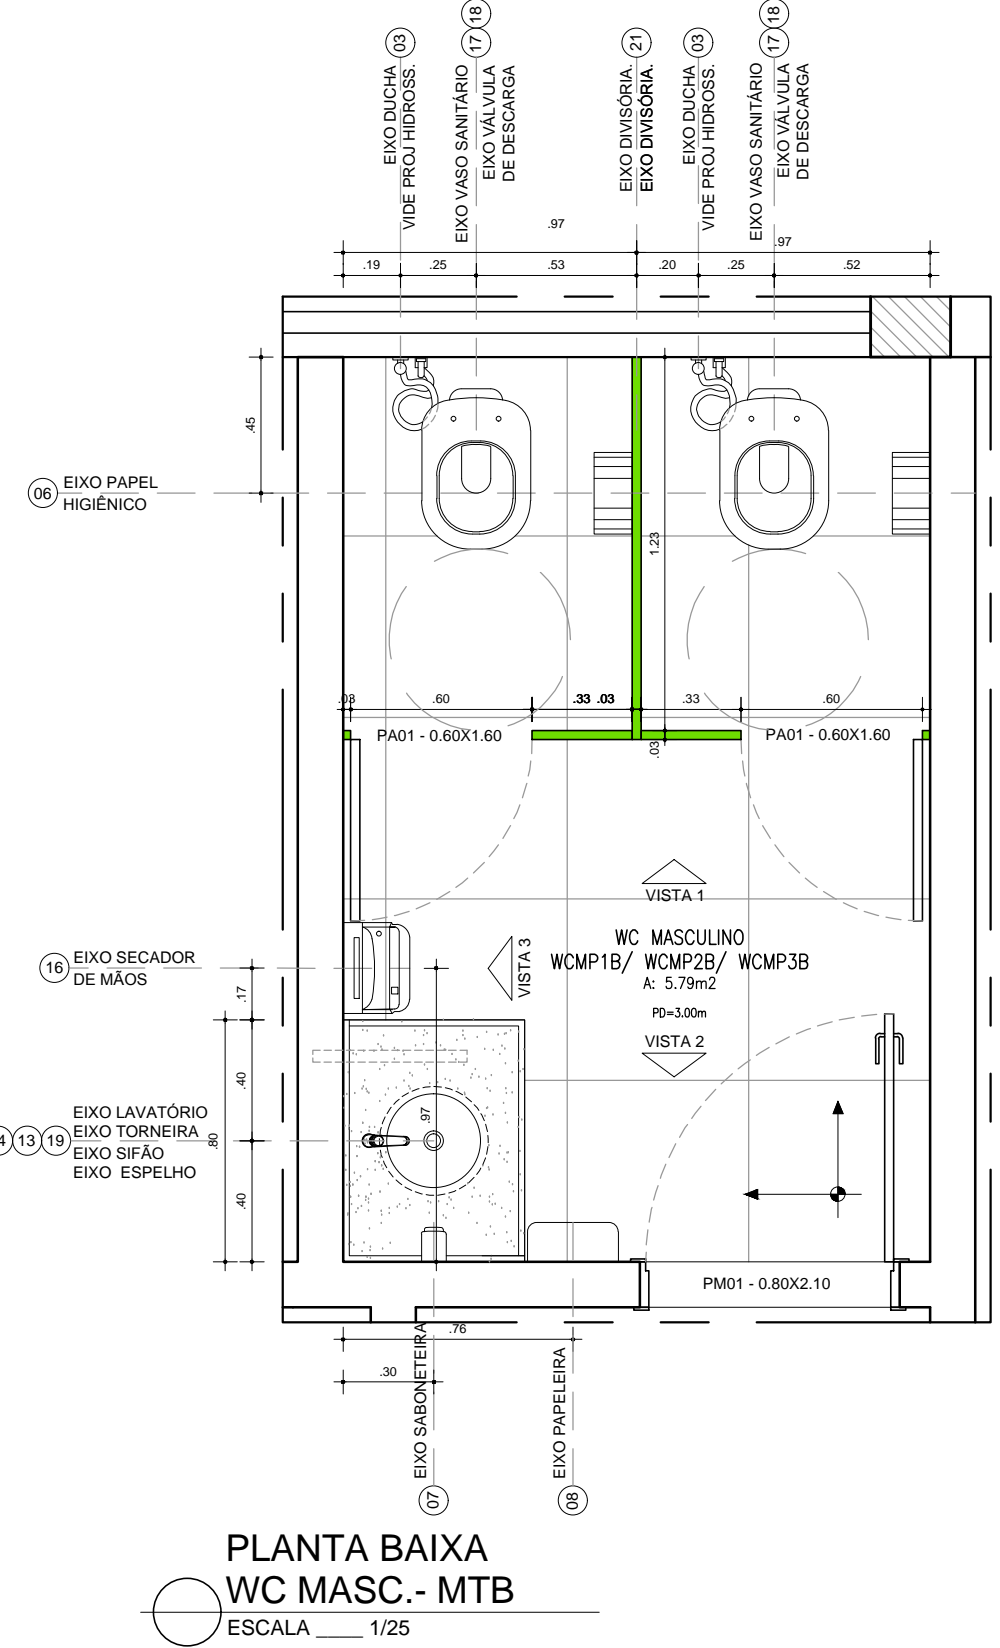 03
EIXO DUCHA
VIDE PROJ HIDROSS.
17 18
EIXO VASO SANITÁRIO
EIXO VÁLVULA
DE DESCARGA
21
EIXO DIVISÓRIA.
EIXO DIVISÓRIA.
03
EIXO DUCHA
VIDE PROJ HIDROSS.
17 18
EIXO VASO SANITÁRIO
EIXO VÁLVULA
DE DESCARGA
.97
.97
.19 .25 .53 .20 .25 .52
.45
06 EIXO PAPEL
HIGIÊNICO
1.23
.03 .60 .33 .03 .33 .60
PA01 - 0.60X1.60
PA01 - 0.60X1.60
.03
VISTA 1
WC MASCULINO
WCMP1B/ WCMP2B/ WCMP3B
A: 5.79m2
PD=3.00m
VISTA 3
VISTA 2
16 EIXO SECADOR
DE MÃOS
.17
.40
.80
.40
.97
4 13 19
EIXO LAVATÓRIO
EIXO TORNEIRA
EIXO SIFÃO
EIXO ESPELHO
PM01 - 0.80X2.10
.76
.30
EIXO SABONETEIRA
07
EIXO PAPELEIRA
08
PLANTA BAIXA
WC MASC.- MTB
ESCALA ____ 1/25